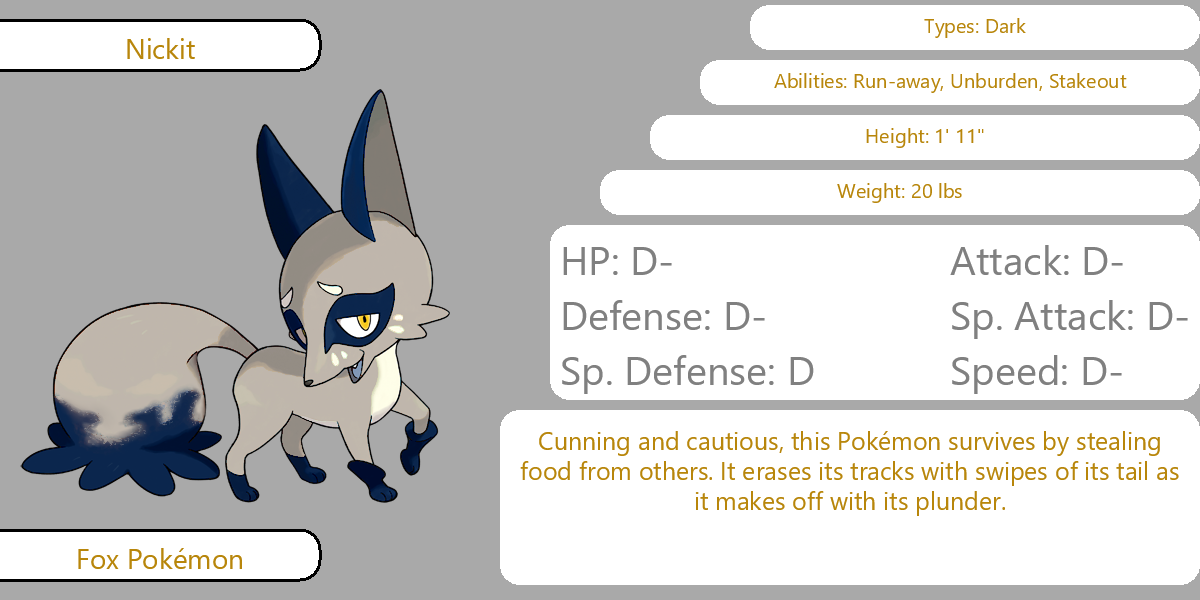 Nickit
Types: Dark
Abilities: Run-away, Unburden, Stakeout
Height: 1' 11"
Weight: 20 lbs
HP: D-
Attack: D-
Defense: D-
Sp. Attack: D-
Sp. Defense: D
Speed: D-
Cunning and cautious, this Pokémon survives by stealing
food from others. It erases its tracks with swipes of its tail as
it makes off with its plunder.
Fox Pokémon